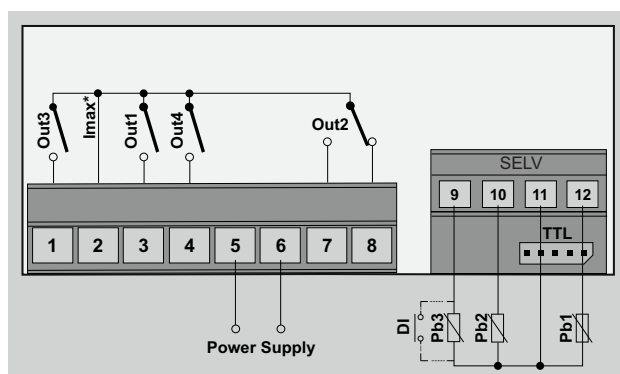 Out3
Imax*
Out1
Out4
Out2
SELV
9 10 11 12
1 2 3 4 5 6 7 8
TTL
DI
Pb3
Pb2
Pb1
Power Supply